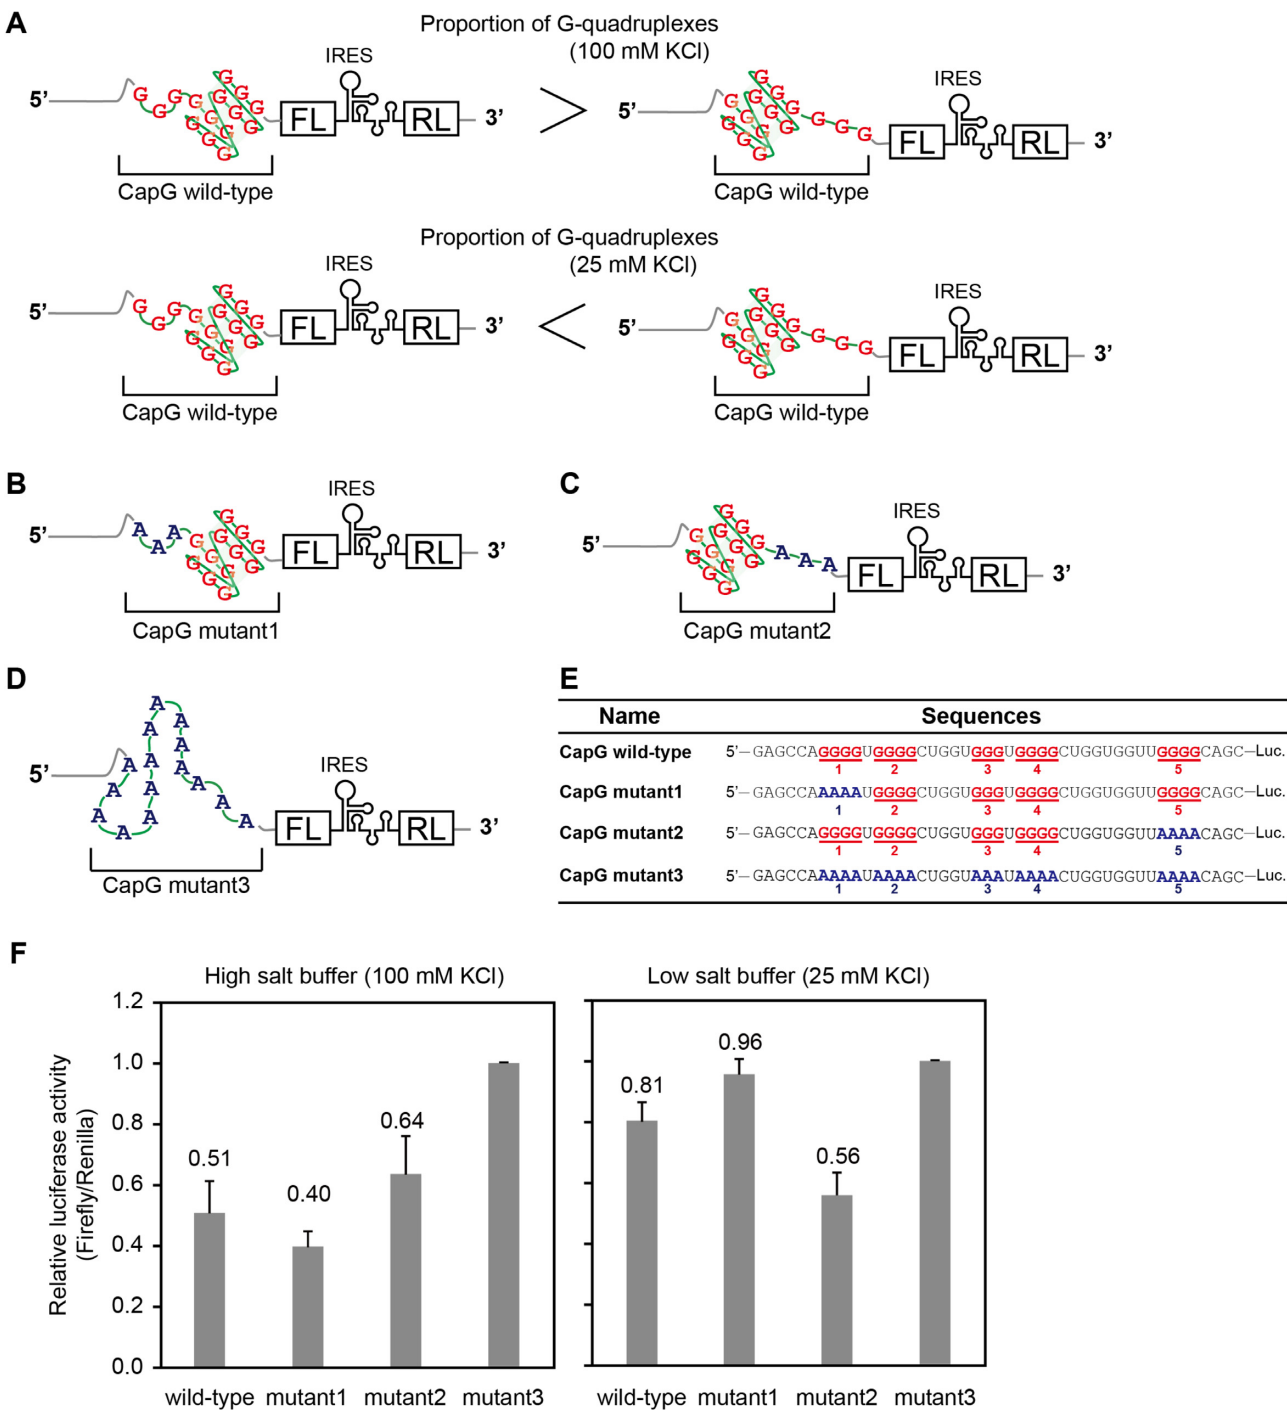 A
Proportion of G-quadruplexes
(100 mM KCl)
IRES
5’
G G G G G G G G G G G G G G G
FL
RL
3’
CapG wild-type
>
IRES
5’
G G G G G G G G G G G G G G G
FL
RL
3’
CapG wild-type
Proportion of G-quadruplexes
(25 mM KCl)
IRES
5’
G G G G G G G G G G G G G G G
FL
RL
3’
CapG wild-type
<
IRES
5’
G G G G G G G G G G G G G G G
FL
RL
3’
CapG wild-type
B
IRES
5’
A A A G G G G G G G G G G G G
FL
RL
3’
CapG mutant1
C
IRES
5’
G G G G G G G G G G G G A A A
FL
RL
3’
CapG mutant2
D
IRES
5’
A A A A A A A A A A A A A A
FL
RL
3’
CapG mutant3
E
Name Sequences
CapG wild-type 5’–GAGCCAGGGGUGGGGCUGGUGGGUGGGGCUGGUGGUUGGGGCAGC–Luc.
1 2 3 4 5
CapG mutant1 5’–GAGCCAAAAAUGGGGCUGGUGGGUGGGGCUGGUGGUUGGGGCAGC–Luc.
1 2 3 4 5
CapG mutant2 5’–GAGCCAGGGGUGGGGCUGGUGGGUGGGGCUGGUGGUUAAAACAGC–Luc.
1 2 3 4 5
CapG mutant3 5’–GAGCCAAAAAUAAAACUGGUAAAUAAAACUGGUGGUUAAAACAGC–Luc.
1 2 3 4 5
F
High salt buffer (100 mM KCl)
Relative luciferase activity
(Firefly/Renilla)
1.2
1.0
0.8
0.6
0.4
0.2
0.0
0.51
0.40
0.64
wild-type mutant1 mutant2 mutant3
Low salt buffer (25 mM KCl)
0.81
0.96
0.56
wild-type mutant1 mutant2 mutant3